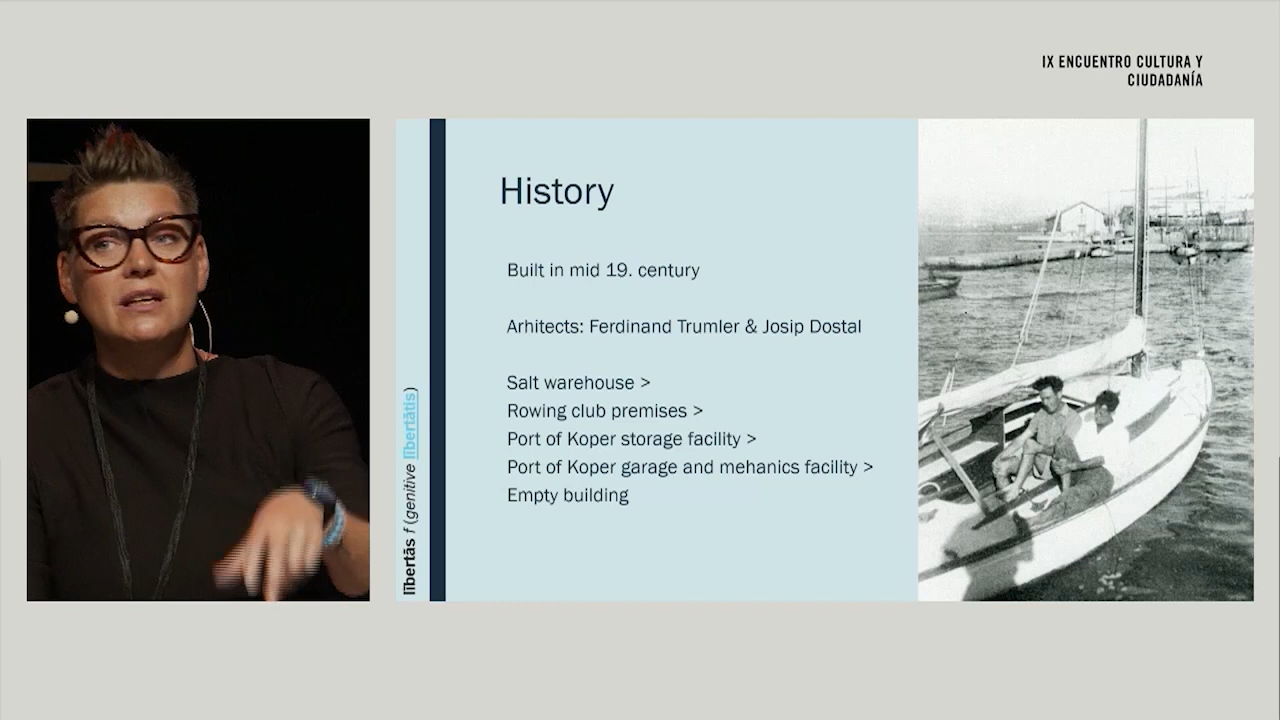 IX ENCUENTRO CULTURA Y
CIUDADANÍA
History
Built in mid 19. century
Arhitects: Ferdinand Trumler & Josip Dostal
Salt warehouse >
Rowing club premises >
Port of Koper storage facility >
Port of Koper garage and mehanics facility >
Empty building
lībertās f (genitive lībertātis)